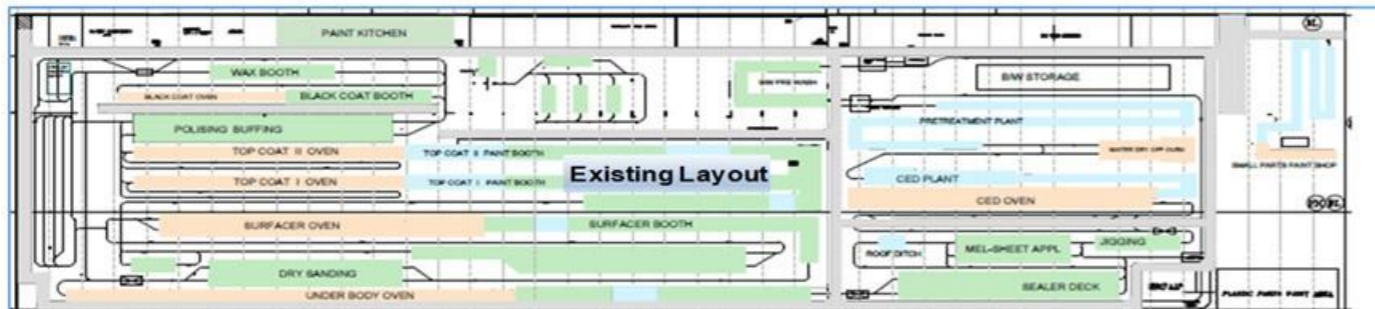 PAINT KITCHEN
WAX BOOTH
B/W STORAGE
BLACK COAT OVEN
BLACK COAT BOOTH
PRETREATMENT PLANT
POLISING BUFFING
TOP COAT II OVEN
TOP COAT II PAINT BOOTH
WATER DRY OFF OVEN
SMALL PARTS PAINT SHOP
Existing Layout
TOP COAT I OVEN
TOP COAT I PAINT BOOTH
CED PLANT
CED OVEN
SURFACER OVEN
SURFACER BOOTH
JIGGING
MEL-SHEET APPL
ROOF DITCH
DRY SANDING
SEALER DECK
UNDER BODY OVEN
PLASTIC PARTS PAINT AREA